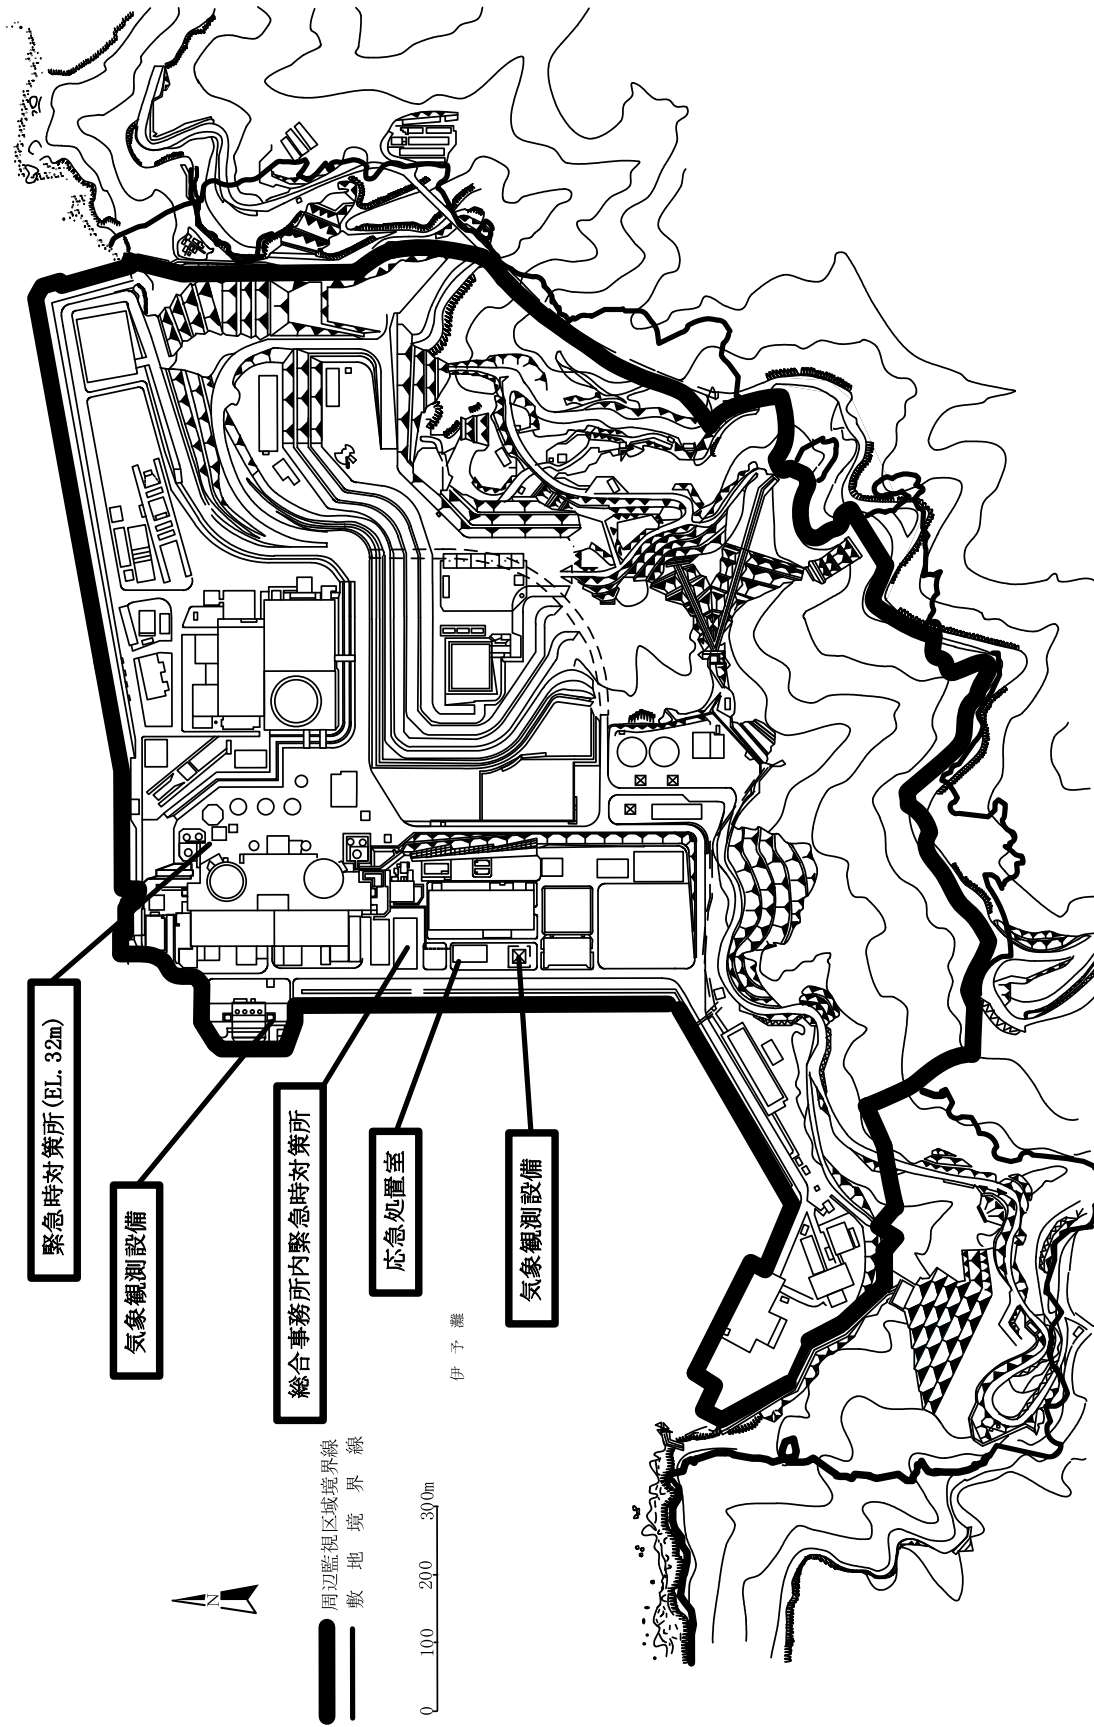 緊急時対策所(EL. 32m)
気象観測設備
総合事務所内緊急時対策所
応急処置室
気象観測設備
伊予灘
周辺監視区域境界線
敷地境界線
N
0 100 200 300m